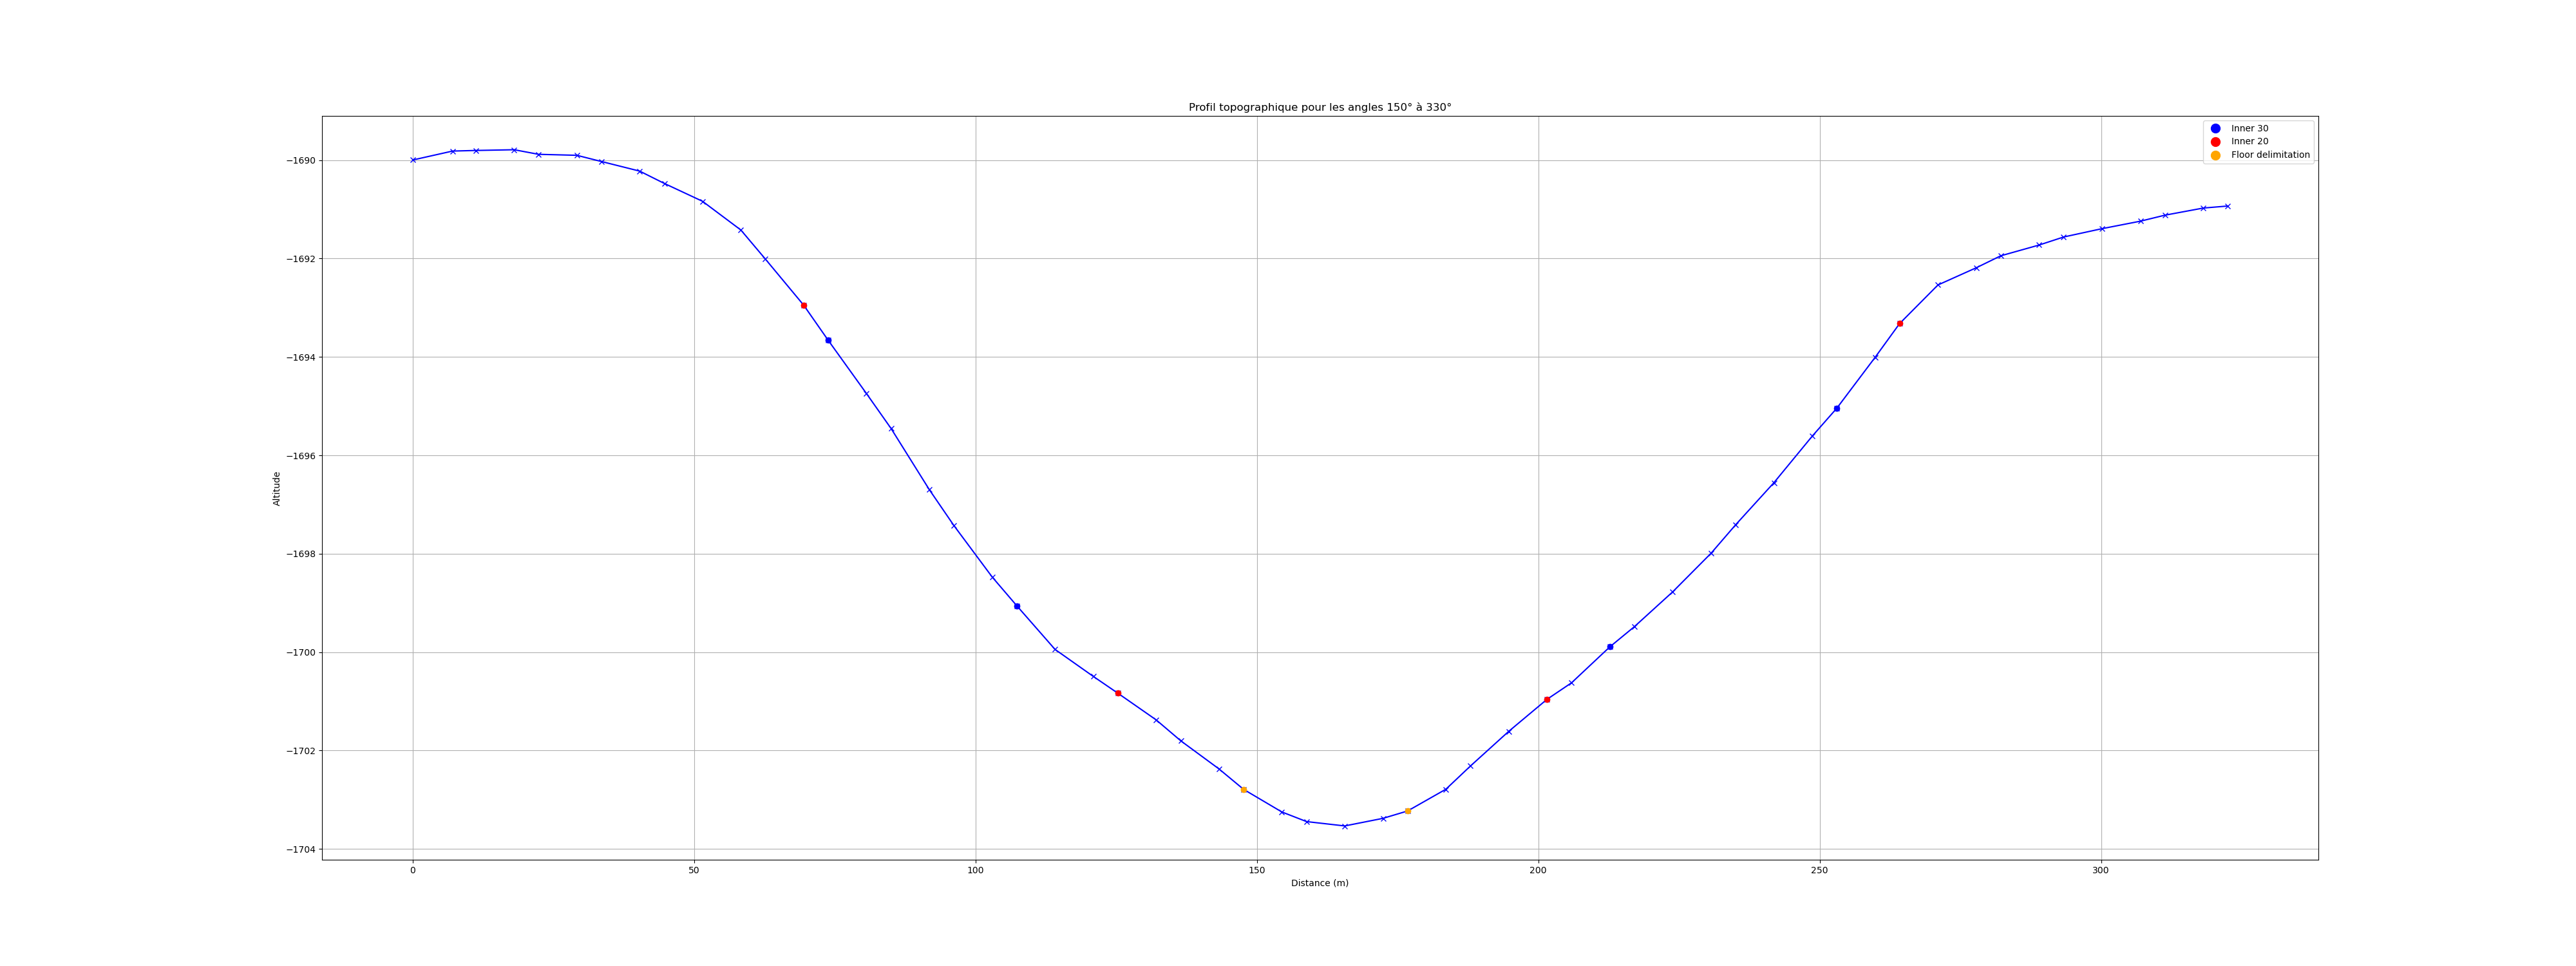 Profil topographique pour les angles 150° à 330°
Inner 30
Inner 20
Floor delimitation
−1690
−1692
−1694
−1696
−1698
−1700
−1702
−1704
Altitude
0
50
100
150
200
250
300
Distance (m)